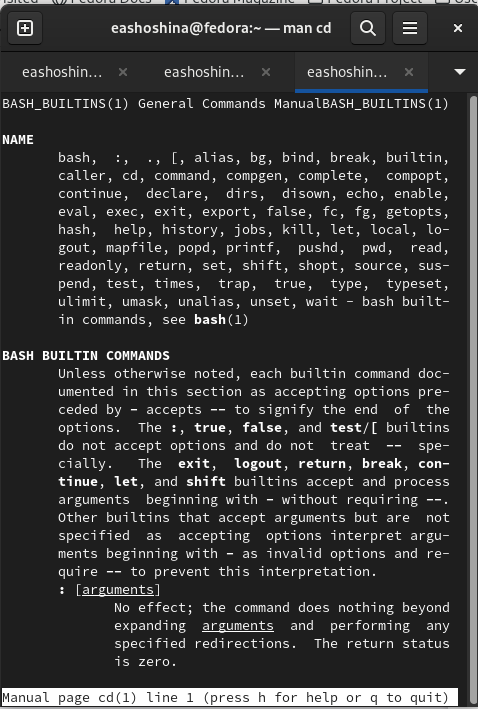 Fedora Docs Fedora Magazine Fedora Project
eashoshina@fedora:~ — man cd
eashoshin... eashoshin... eashoshin...
BASH_BUILTINS(1) General Commands ManualBASH_BUILTINS(1)
NAME
bash, :, ., [, alias, bg, bind, break, builtin,
caller, cd, command, compgen, complete, compopt,
continue, declare, dirs, disown, echo, enable,
eval, exec, exit, export, false, fc, fg, getopts,
hash, help, history, jobs, kill, let, local, lo-
gout, mapfile, popd, printf, pushd, pwd, read,
readonly, return, set, shift, shopt, source, sus-
pend, test, times, trap, true, type, typeset,
ulimit, umask, unalias, unset, wait - bash built-
in commands, see bash(1)
BASH BUILTIN COMMANDS
Unless otherwise noted, each builtin command doc-
umented in this section as accepting options pre-
ceded by - accepts -- to signify the end of the
options. The :, true, false, and test/[ builtins
do not accept options and do not treat -- spe-
cially. The exit, logout, return, break, con-
tinue, let, and shift builtins accept and process
arguments beginning with - without requiring --.
Other builtins that accept arguments but are not
specified as accepting options interpret argu-
ments beginning with - as invalid options and re-
quire -- to prevent this interpretation.
: [arguments]
No effect; the command does nothing beyond
expanding arguments and performing any
specified redirections. The return status
is zero.
Manual page cd(1) line 1 (press h for help or q to quit)